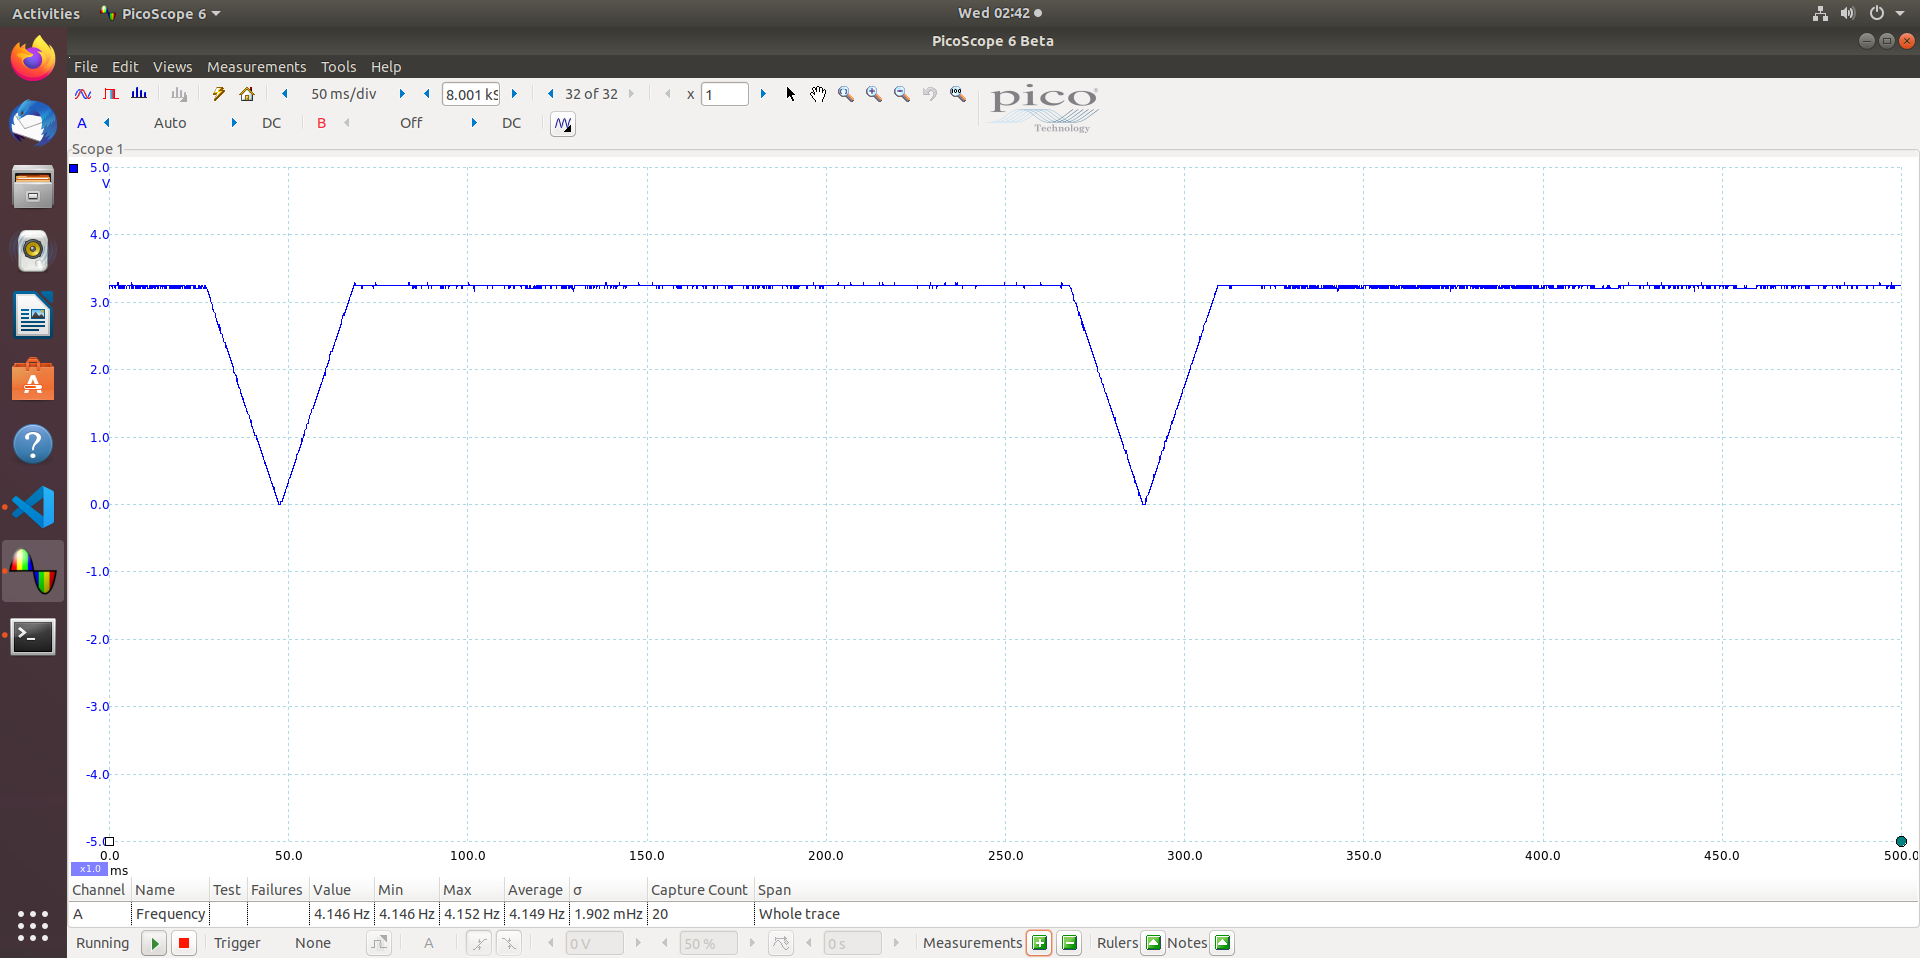 Activities PicoScope 6 Wed 02:42
PicoScope 6 Beta
File Edit Views Measurements Tools Help
50 ms/div 8.001 kS 32 of 32 x 1
pico
Technology
A Auto DC B Off DC
Scope 1
5.0
V
4.0
3.0
2.0
1.0
0.0
-1.0
-2.0
-3.0
-4.0
-5.0
0.0 50.0 100.0 150.0 200.0 250.0 300.0 350.0 400.0 450.0 500.0
x1.0 ms
Channel Name Test Failures Value Min Max Average σ Capture Count Span
A Frequency 4.146 Hz 4.146 Hz 4.152 Hz 4.149 Hz 1.902 mHz 20 Whole trace
Running Trigger None A 0 V 50 % 0 s Measurements Rulers Notes